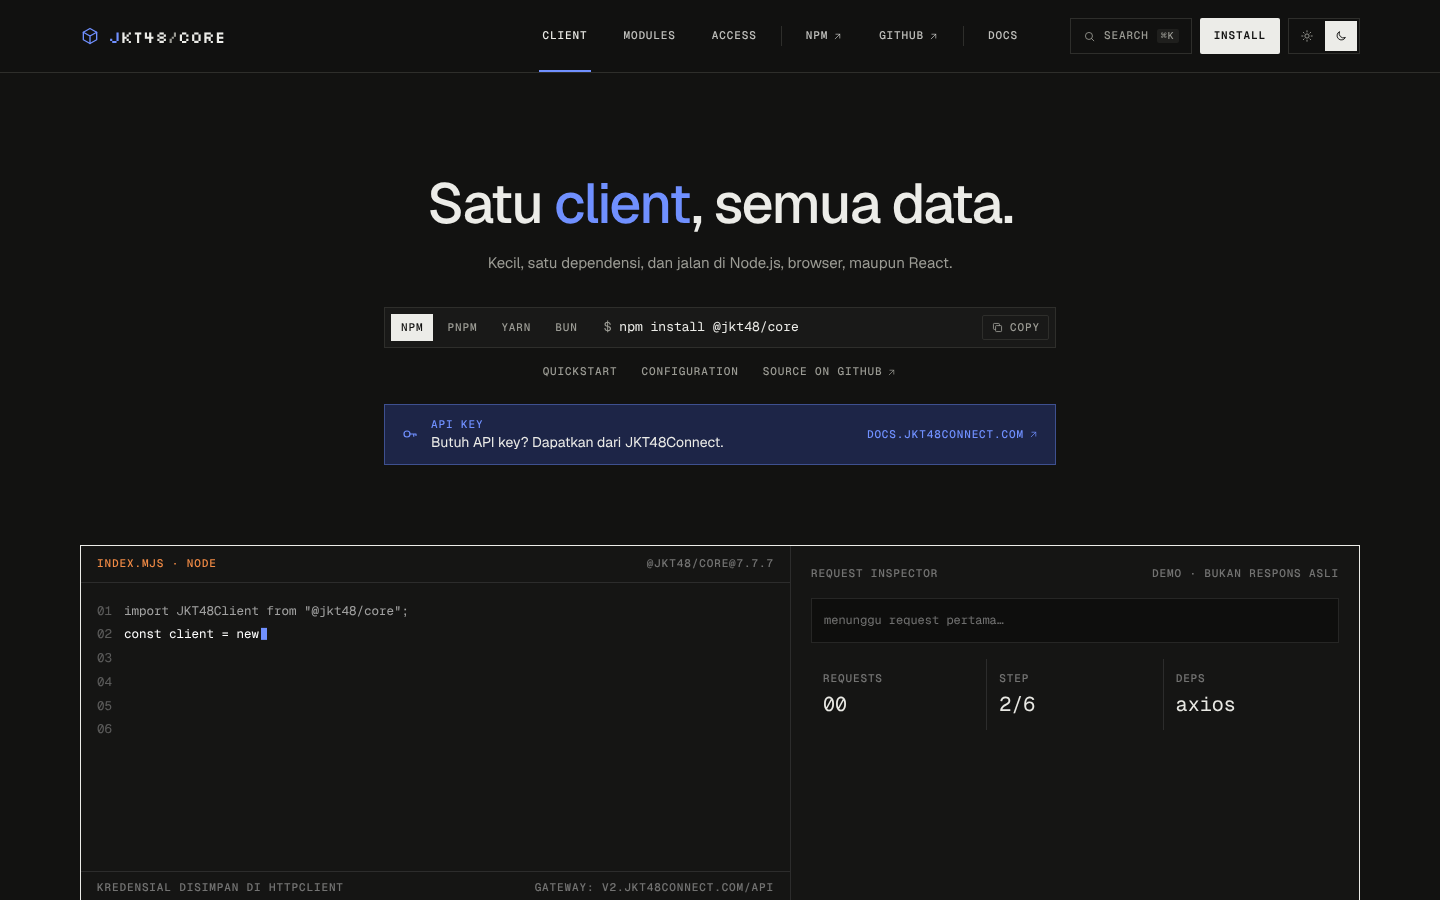 JKT48/CORE
CLIENT
MODULES
ACCESS
NPM ↗
GITHUB ↗
DOCS
SEARCH ⌘K
INSTALL
Satu client, semua data.
Kecil, satu dependensi, dan jalan di Node.js, browser, maupun React.
NPM
PNPM
YARN
BUN
$ npm install @jkt48/core
COPY
QUICKSTART
CONFIGURATION
SOURCE ON GITHUB ↗
API KEY
Butuh API key? Dapatkan dari JKT48Connect.
DOCS.JKT48CONNECT.COM ↗
INDEX.MJS · NODE
@JKT48/CORE@7.7.7
01 import JKT48Client from "@jkt48/core";
02 const client = new
03
04
05
06
KREDENSIAL DISIMPAN DI HTTPCLIENT
GATEWAY: V2.JKT48CONNECT.COM/API
REQUEST INSPECTOR
DEMO · BUKAN RESPONS ASLI
menunggu request pertama…
REQUESTS
00
STEP
2/6
DEPS
axios